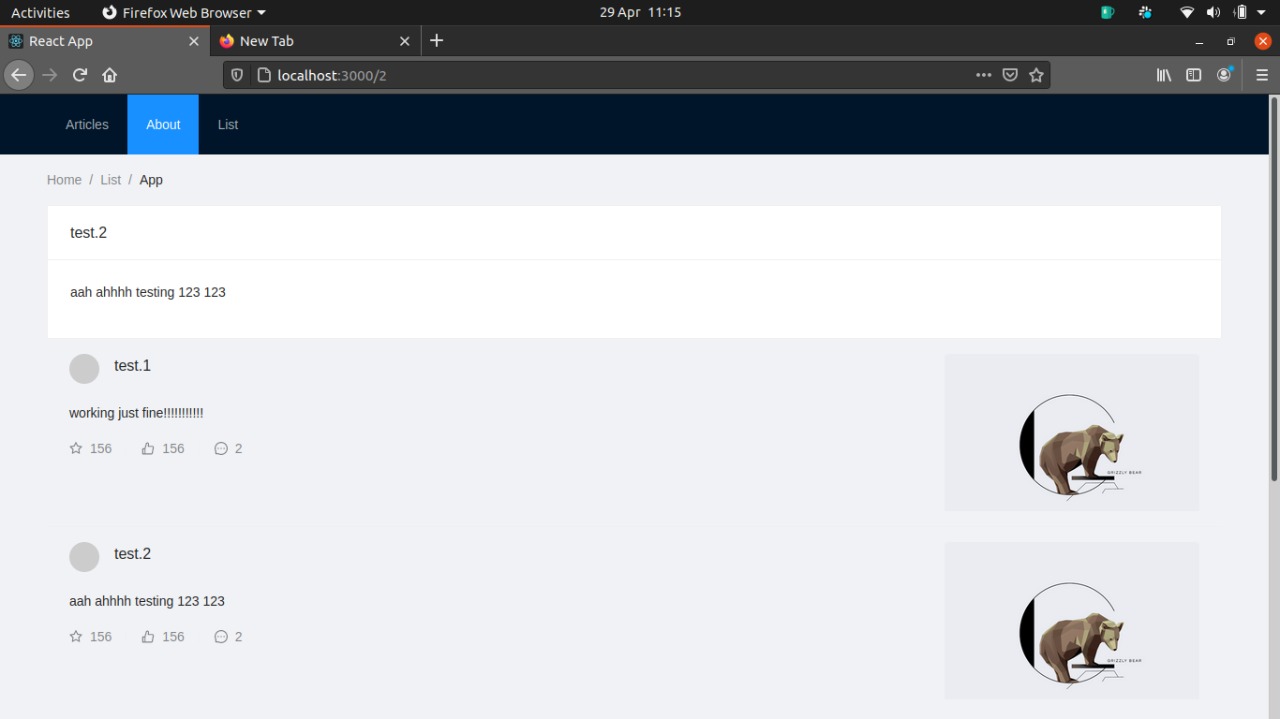 Activities Firefox Web Browser 29 Apr 11:15
React App New Tab
localhost:3000/2
Articles About List
Home / List / App
test.2
aah ahhhh testing 123 123
test.1
working just fine!!!!!!!!!!!
156 156 2
GRIZZLY BEAR
test.2
aah ahhhh testing 123 123
156 156 2
GRIZZLY BEAR